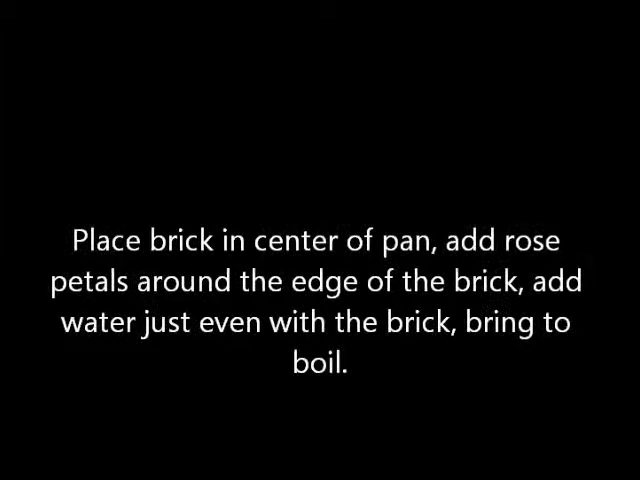 Place brick in center of pan, add rose
petals around the edge of the brick, add
water just even with the brick, bring to
boil.